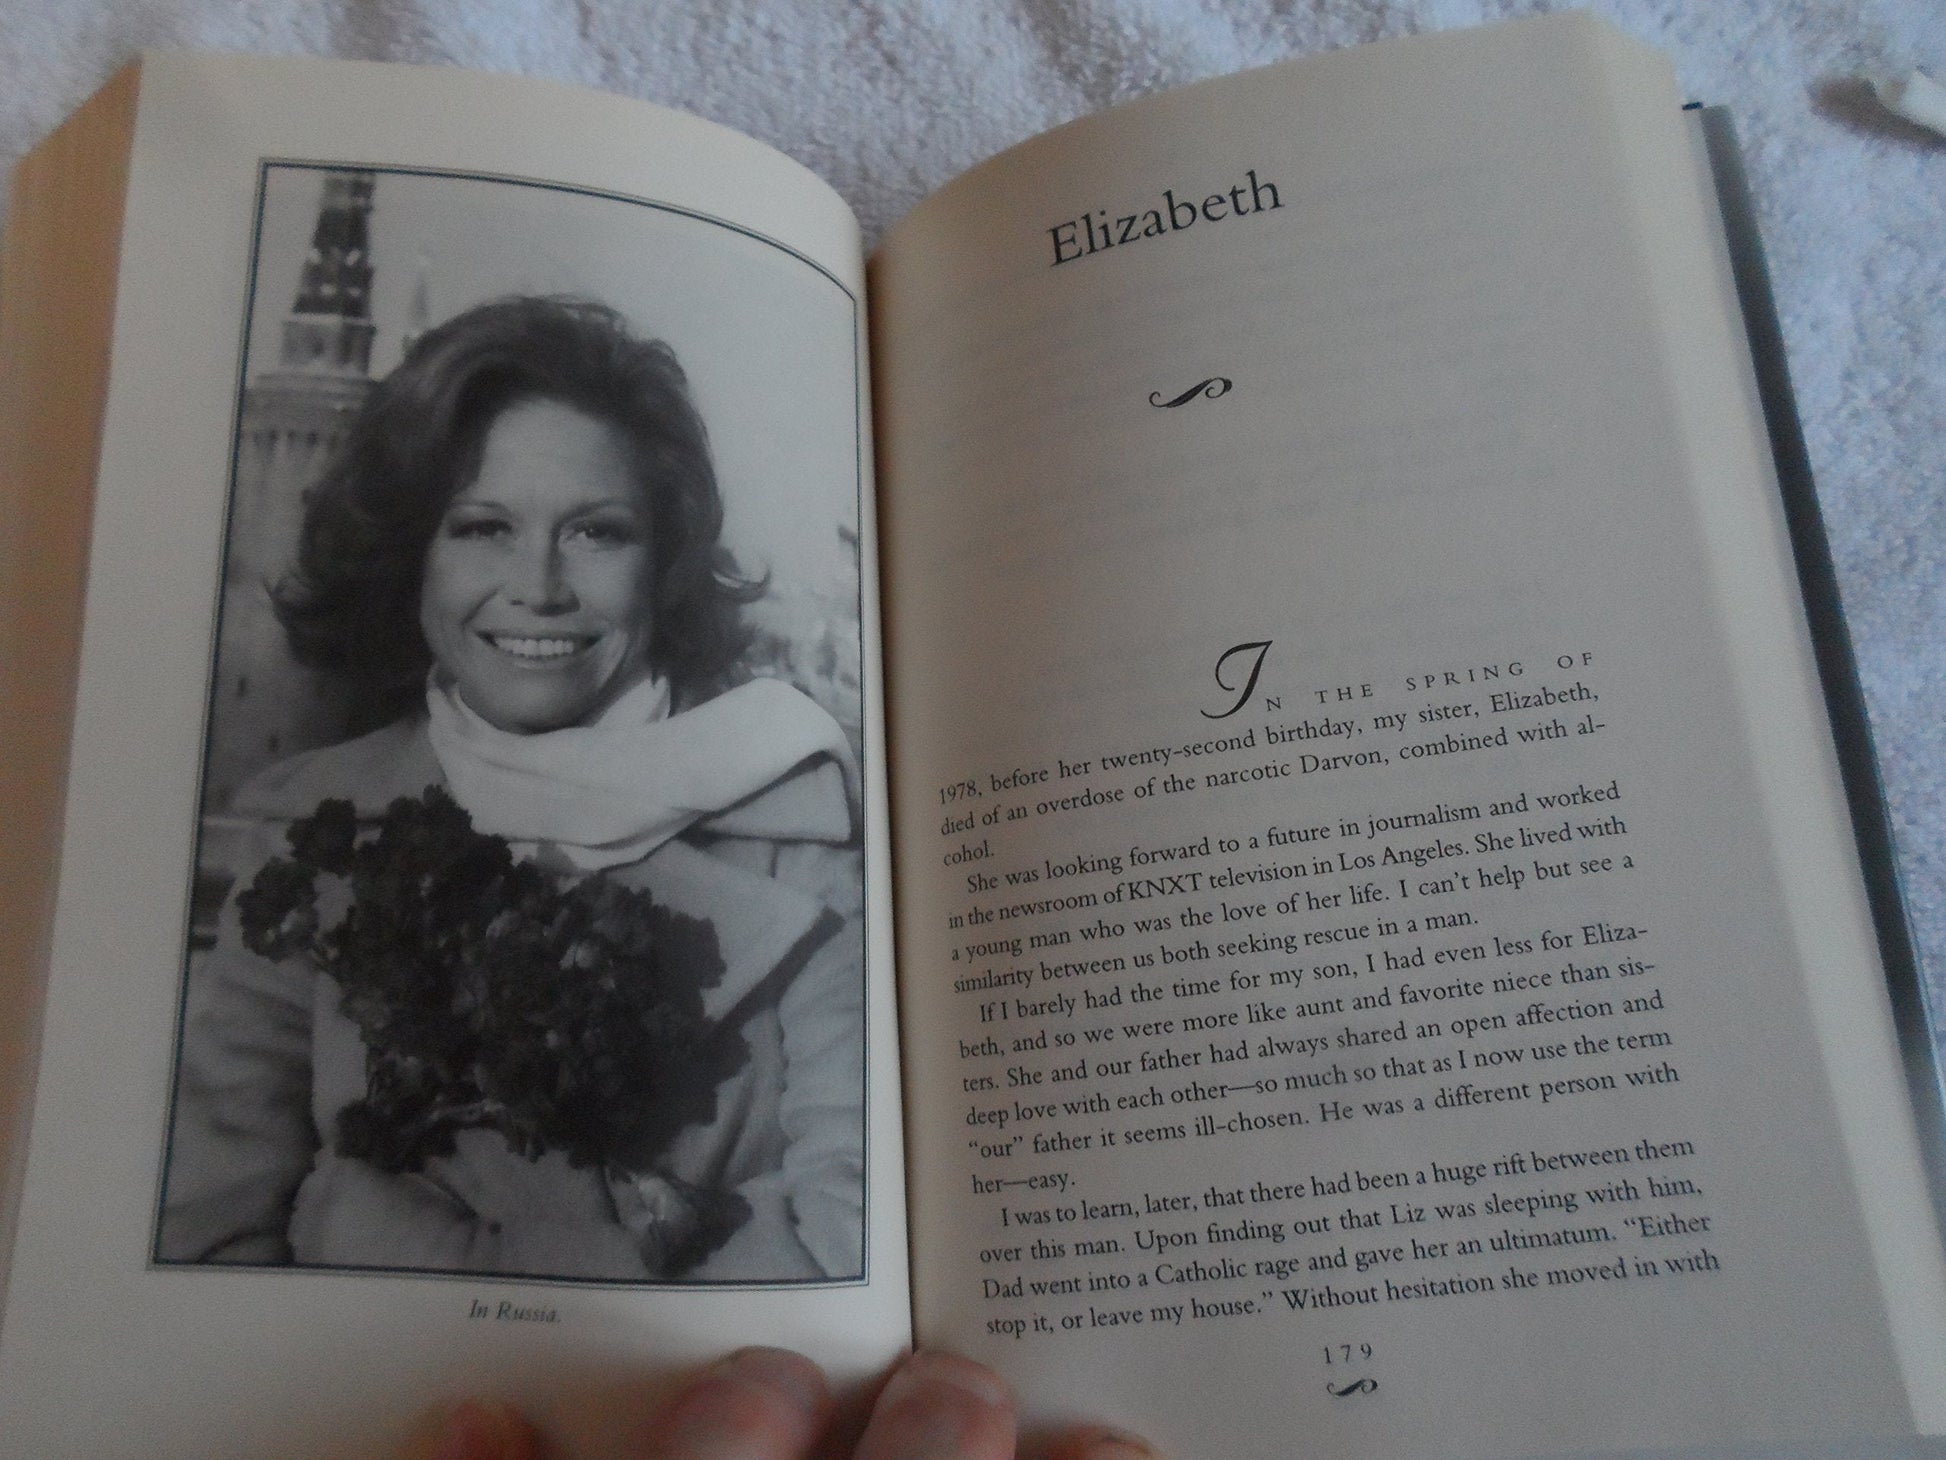 In Russia.
Elizabeth
IN THE SPRING OF
1978, before her twenty-second birthday, my sister, Elizabeth,
died of an overdose of the narcotic Darvon, combined with al-
cohol.
She was looking forward to a future in journalism and worked
in the newsroom of KNXT television in Los Angeles. She lived with
a young man who was the love of her life. I can't help but see a
similarity between us both seeking rescue in a man.
If I barely had the time for my son, I had even less for Eliza-
beth, and so we were more like aunt and favorite niece than sis-
ters. She and our father had always shared an open affection and
deep love with each other—so much so that as I now use the term
“our” father it seems ill-chosen. He was a different person with
her—easy.
I was to learn, later, that there had been a huge rift between them
over this man. Upon finding out that Liz was sleeping with him,
Dad went into a Catholic rage and gave her an ultimatum. “Either
stop it, or leave my house.” Without hesitation she moved in with
179